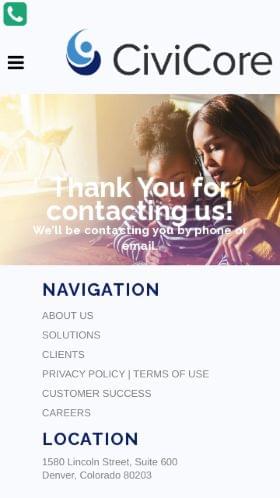 CiviCore
Thank You for
contacting us!
We'll be contacting you by phone or
email.
NAVIGATION
ABOUT US
SOLUTIONS
CLIENTS
PRIVACY POLICY | TERMS OF USE
CUSTOMER SUCCESS
CAREERS
LOCATION
1580 Lincoln Street, Suite 600
Denver, Colorado 80203